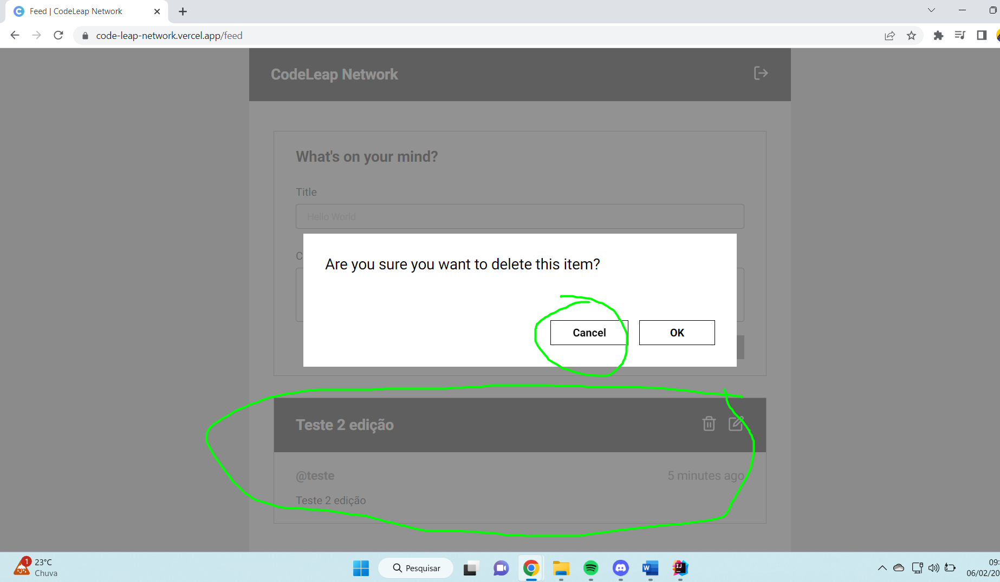 Feed | CodeLeap Network
code-leap-network.vercel.app/feed
CodeLeap Network
What's on your mind?
Title
Hello World
C
Are you sure you want to delete this item?
Cancel
OK
Teste 2 edição
@teste
5 minutes ago
Teste 2 edição
1
23°C
Chuva
Pesquisar
09:
06/02/20